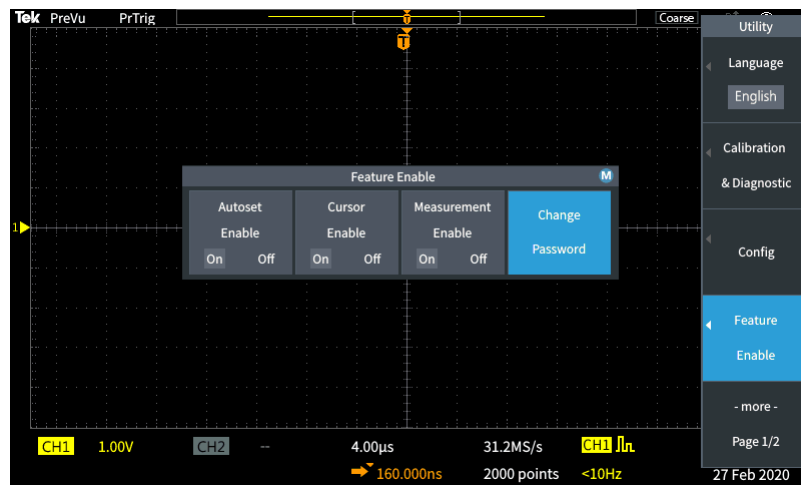 Tek PreVu PrTrig Coarse
T
Utility
Language
English
Calibration
& Diagnostic
Config
Feature
Enable
- more -
Page 1/2
Feature Enable M
Autoset
Enable
On Off
Cursor
Enable
On Off
Measurement
Enable
On Off
Change
Password
1
CH1 1.00V CH2 -- 4.00μs 31.2MS/s CH1
160.000ns 2000 points <10Hz 27 Feb 2020